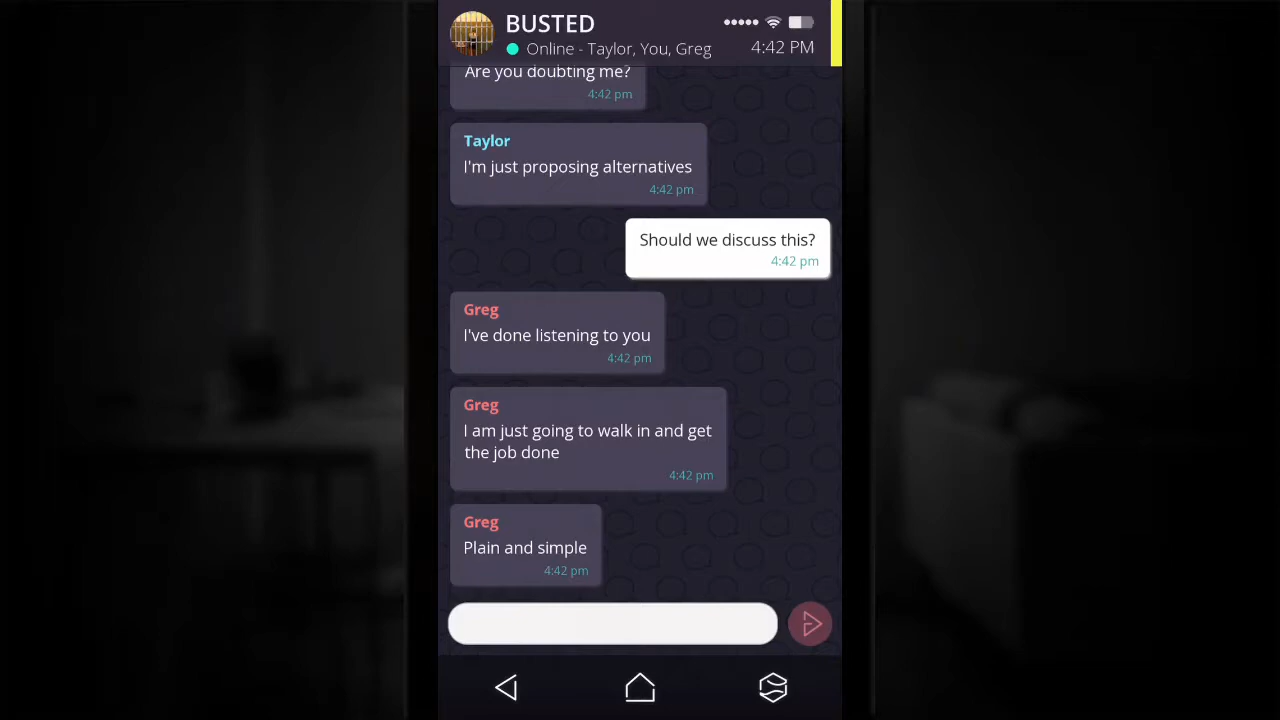 BUSTED
Online - Taylor, You, Greg
4:42 PM
Are you doubting me?
4:42 pm
Taylor
I'm just proposing alternatives
4:42 pm
Should we discuss this?
4:42 pm
Greg
I've done listening to you
4:42 pm
Greg
I am just going to walk in and get
the job done
4:42 pm
Greg
Plain and simple
4:42 pm